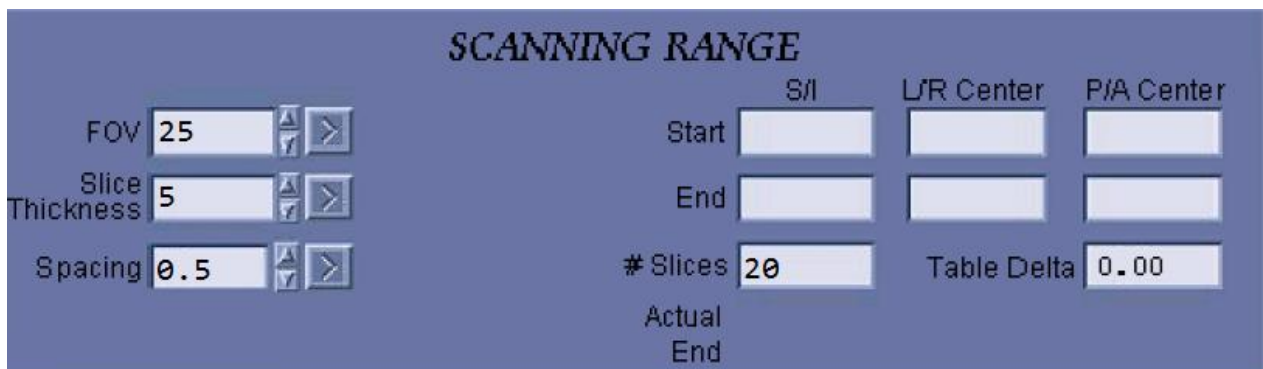 SCANNING RANGE
S/I L/R Center P/A Center
FOV 25 > Start
Slice
Thickness 5 > End
Spacing 0.5 > # Slices 20 Table Delta 0.00
Actual
End